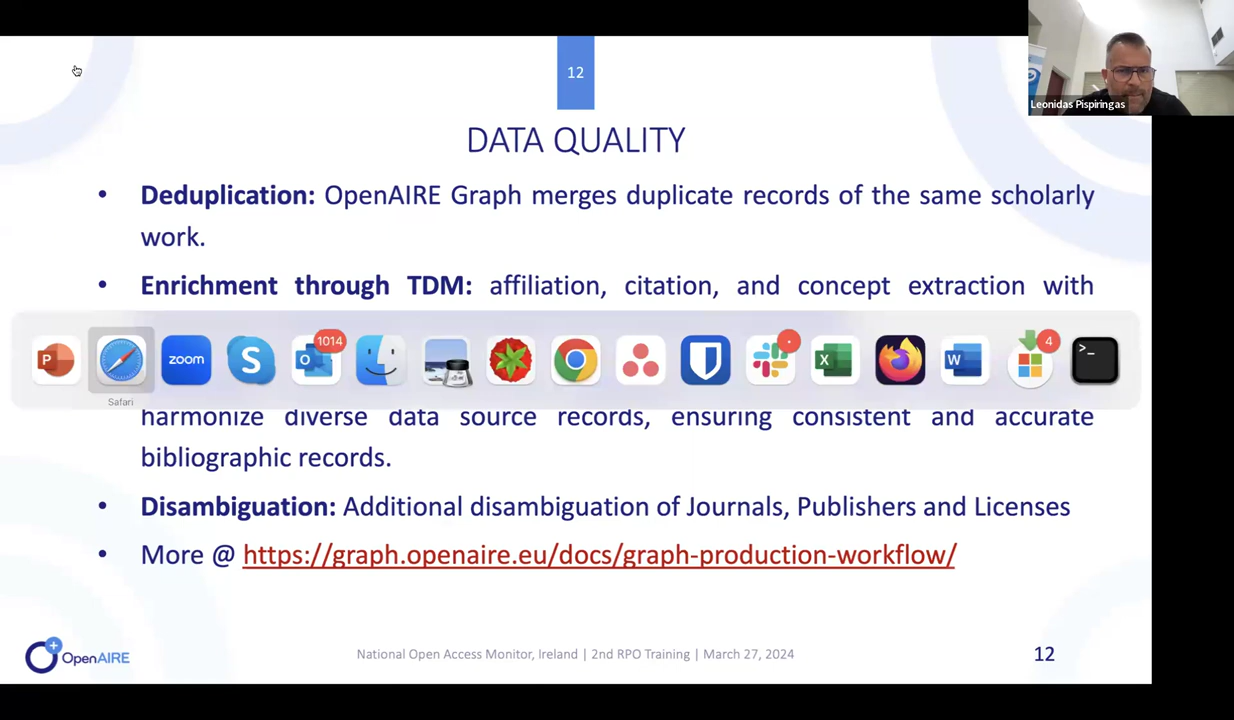 12
Leonidas Pispiringas
DATA QUALITY
• Deduplication: OpenAIRE Graph merges duplicate records of the same scholarly
work.
• Enrichment through TDM: affiliation, citation, and concept extraction with
P
zoom
S
O
1014
X
W
4
>_
Safari
harmonize diverse data source records, ensuring consistent and accurate
bibliographic records.
• Disambiguation: Additional disambiguation of Journals, Publishers and Licenses
• More @ https://graph.openaire.eu/docs/graph-production-workflow/
OpenAIRE
National Open Access Monitor, Ireland | 2nd RPO Training | March 27, 2024
12